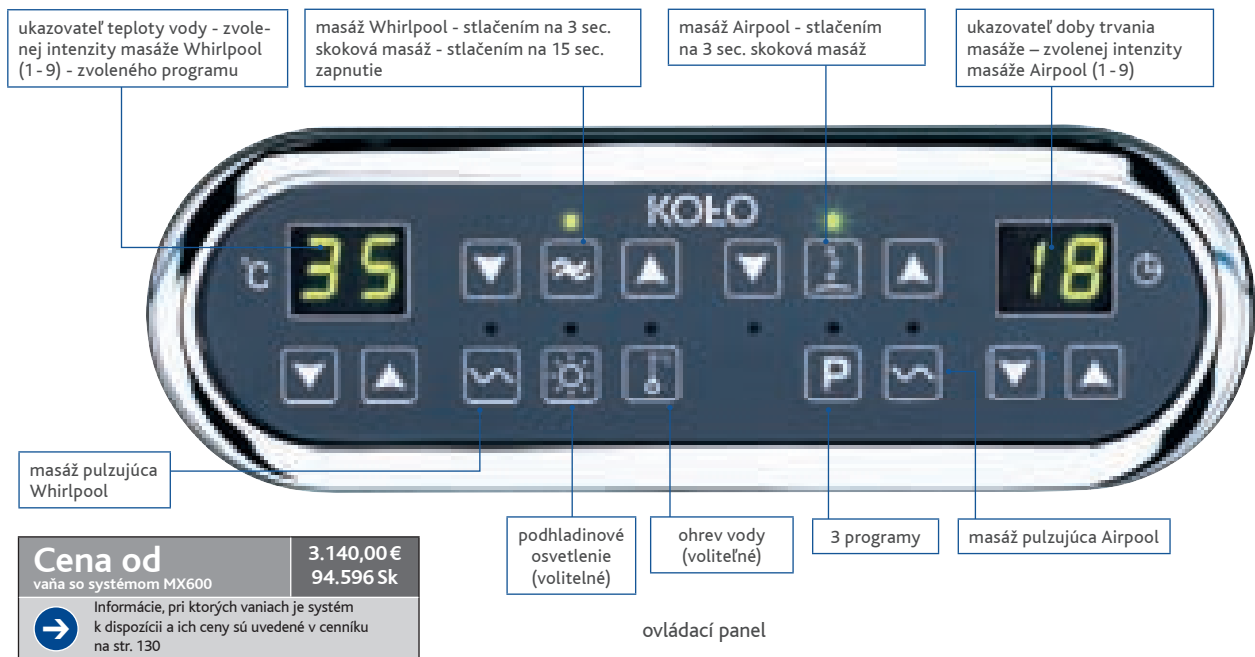 ukazovateľ teploty vody - zvole-
nej intenzity masáže Whirlpool
(1 - 9) - zvoleného programu
masáž Whirlpool - stlačením na 3 sec.
skoková masáž - stlačením na 15 sec.
zapnutie
masáž Airpool - stlačením
na 3 sec. skoková masáž
ukazovateľ doby trvania
masáže – zvolenej intenzity
masáže Airpool (1 - 9)
KOŁO
°C
35
18
P
masáž pulzujúca
Whirlpool
podhladinové
osvetlenie
(volitelné)
ohrev vody
(voliteľné)
3 programy
masáž pulzujúca Airpool
Cena od
vaňa so systémom MX600
3.140,00 €
94.596 Sk
Informácie, pri ktorých vaniach je systém
k dispozícii a ich ceny sú uvedené v cenníku
na str. 130
ovládací panel